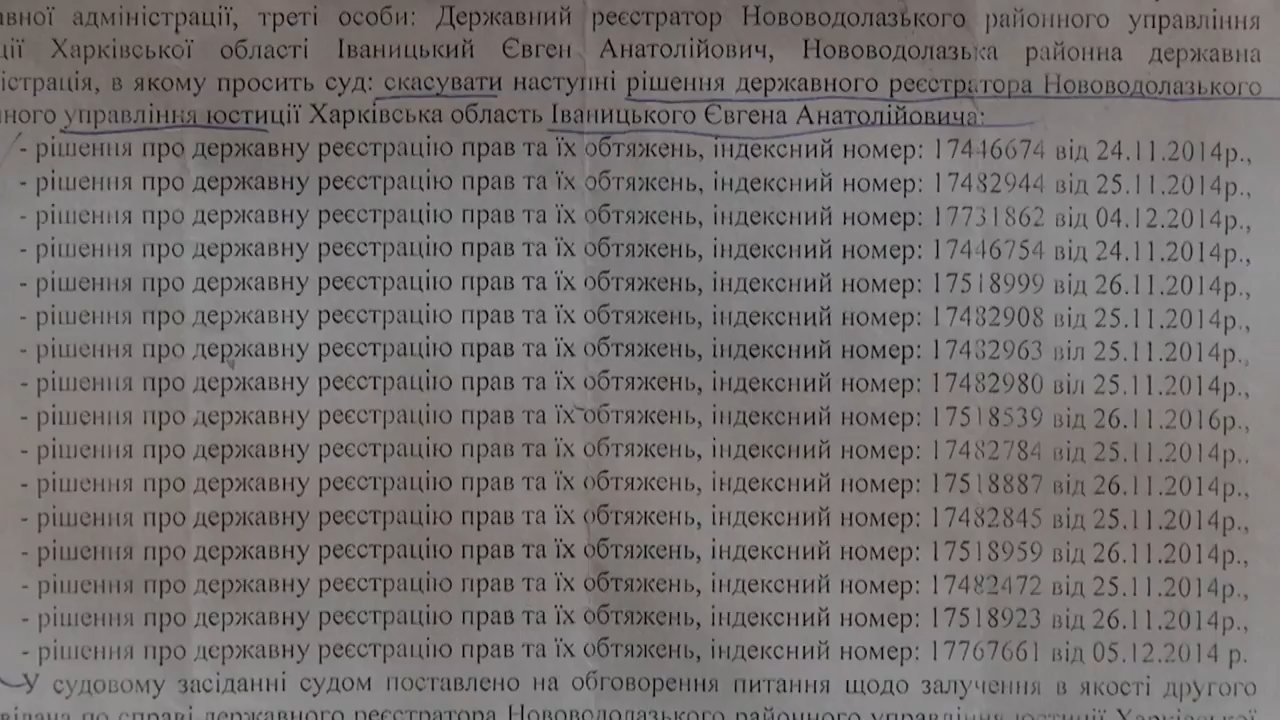 авної адміністрації, треті особи: Державний реєстратор Нововодолазького районного управління
ції Харківської області Іваницький Євген Анатолійович, Нововодолазька районна державна
істрація, в якому просить суд: скасувати наступні рішення державного реєстратора Нововодолазького
ного управління юстиції Харківська область Іваницького Євгена Анатолійовича:
- рішення про державну реєстрацію прав та їх обтяжень, індексний номер: 17446674 від 24.11.2014р.,
- рішення про державну реєстрацію прав та їх обтяжень, індексний номер: 17482944 від 25.11.2014р.,
- рішення про державну реєстрацію прав та їх обтяжень, індексний номер: 17731862 від 04.12.2014р.,
- рішення про державну реєстрацію прав та їх обтяжень, індексний номер: 17446754 від 24.11.2014р.,
- рішення про державну реєстрацію прав та їх обтяжень, індексний номер: 17518999 від 26.11.2014р.,
- рішення про державну реєстрацію прав та їх обтяжень, індексний номер: 17482908 від 25.11.2014р.,
- рішення про державну реєстрацію прав та їх обтяжень, індексний номер: 17482963 віл 25.11.2014р.,
- рішення про державну реєстрацію прав та їх обтяжень, індексний номер: 17482980 віл 25.11.2014р.,
- рішення про державну реєстрацію прав та їх обтяжень, індексний номер: 17518539 від 26.11.2016р.,
- рішення про державну реєстрацію прав та їх обтяжень, індексний номер: 17482784 від 25.11.2014р..
- рішення про державну реєстрацію прав та їх обтяжень, індексний номер: 17518887 від 26.11.2014р.,
- рішення про державну реєстрацію прав та їх обтяжень, індексний номер: 17482845 від 25.11.2014р.,
- рішення про державну реєстрацію прав та їх обтяжень, індексний номер: 17518959 від 26.11.2014р.,
- рішення про державну реєстрацію прав та їх обтяжень, індексний номер: 17482472 від 25.11.2014р.,
- рішення про державну реєстрацію прав та їх обтяжень, індексний номер: 17518923 від 26.11.2014р.,
- рішення про державну реєстрацію прав та їх обтяжень, індексний номер: 17767661 від 05.12.2014 р.
У судовому засіданні судом поставлено на обговорення питання щодо залучення в якості другого
відача по справі державного реєстратора Нововодолазького районного управління юстиції Харківської